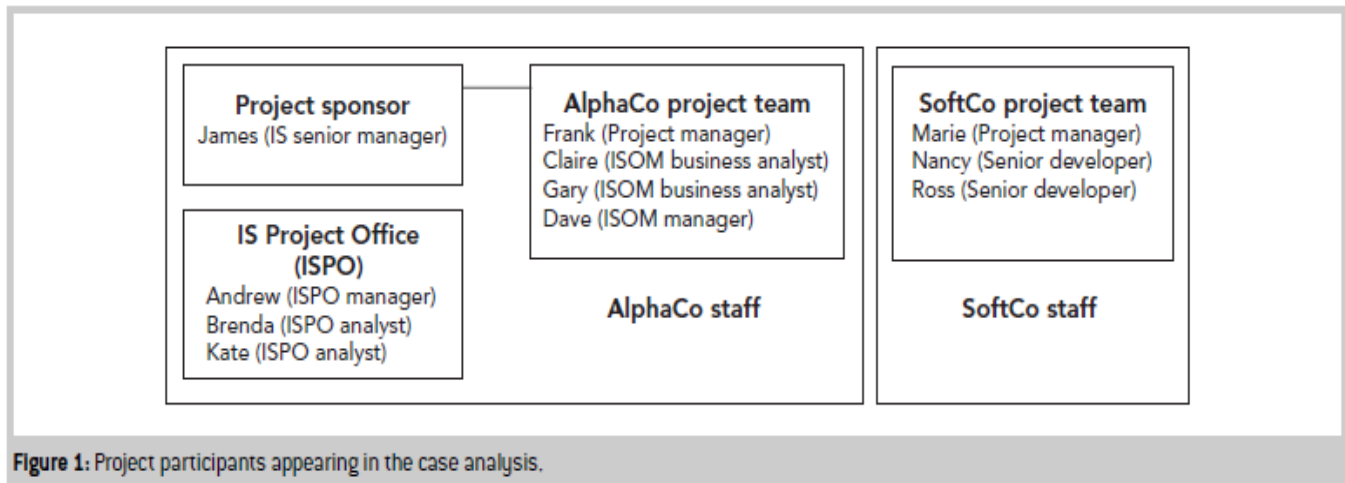 Project sponsor
James (IS senior manager)
IS Project Office
(ISPO)
Andrew (ISPO manager)
Brenda (ISPO analyst)
Kate (ISPO analyst)
AlphaCo project team
Frank (Project manager)
Claire (ISOM business analyst)
Gary (ISOM business analyst)
Dave (ISOM manager)
AlphaCo staff
SoftCo project team
Marie (Project manager)
Nancy (Senior developer)
Ross (Senior developer)
SoftCo staff
Figure 1: Project participants appearing in the case analysis.